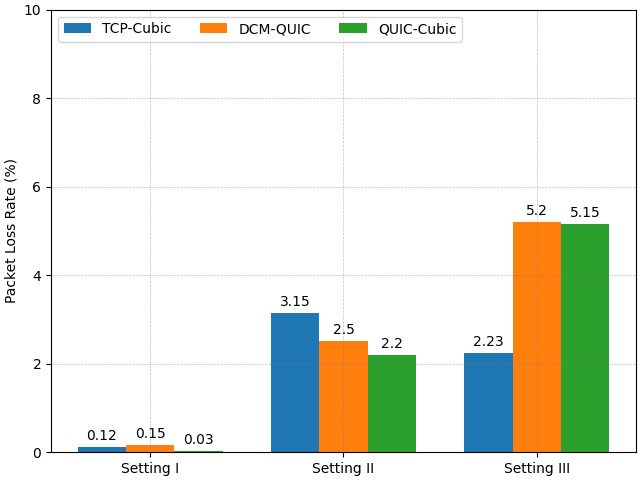 10
TCP-Cubic DCM-QUIC QUIC-Cubic
8
6
4
2
0
Packet Loss Rate (%)
0.12 0.15 0.03
3.15 2.5 2.2
2.23 5.2 5.15
Setting I Setting II Setting III